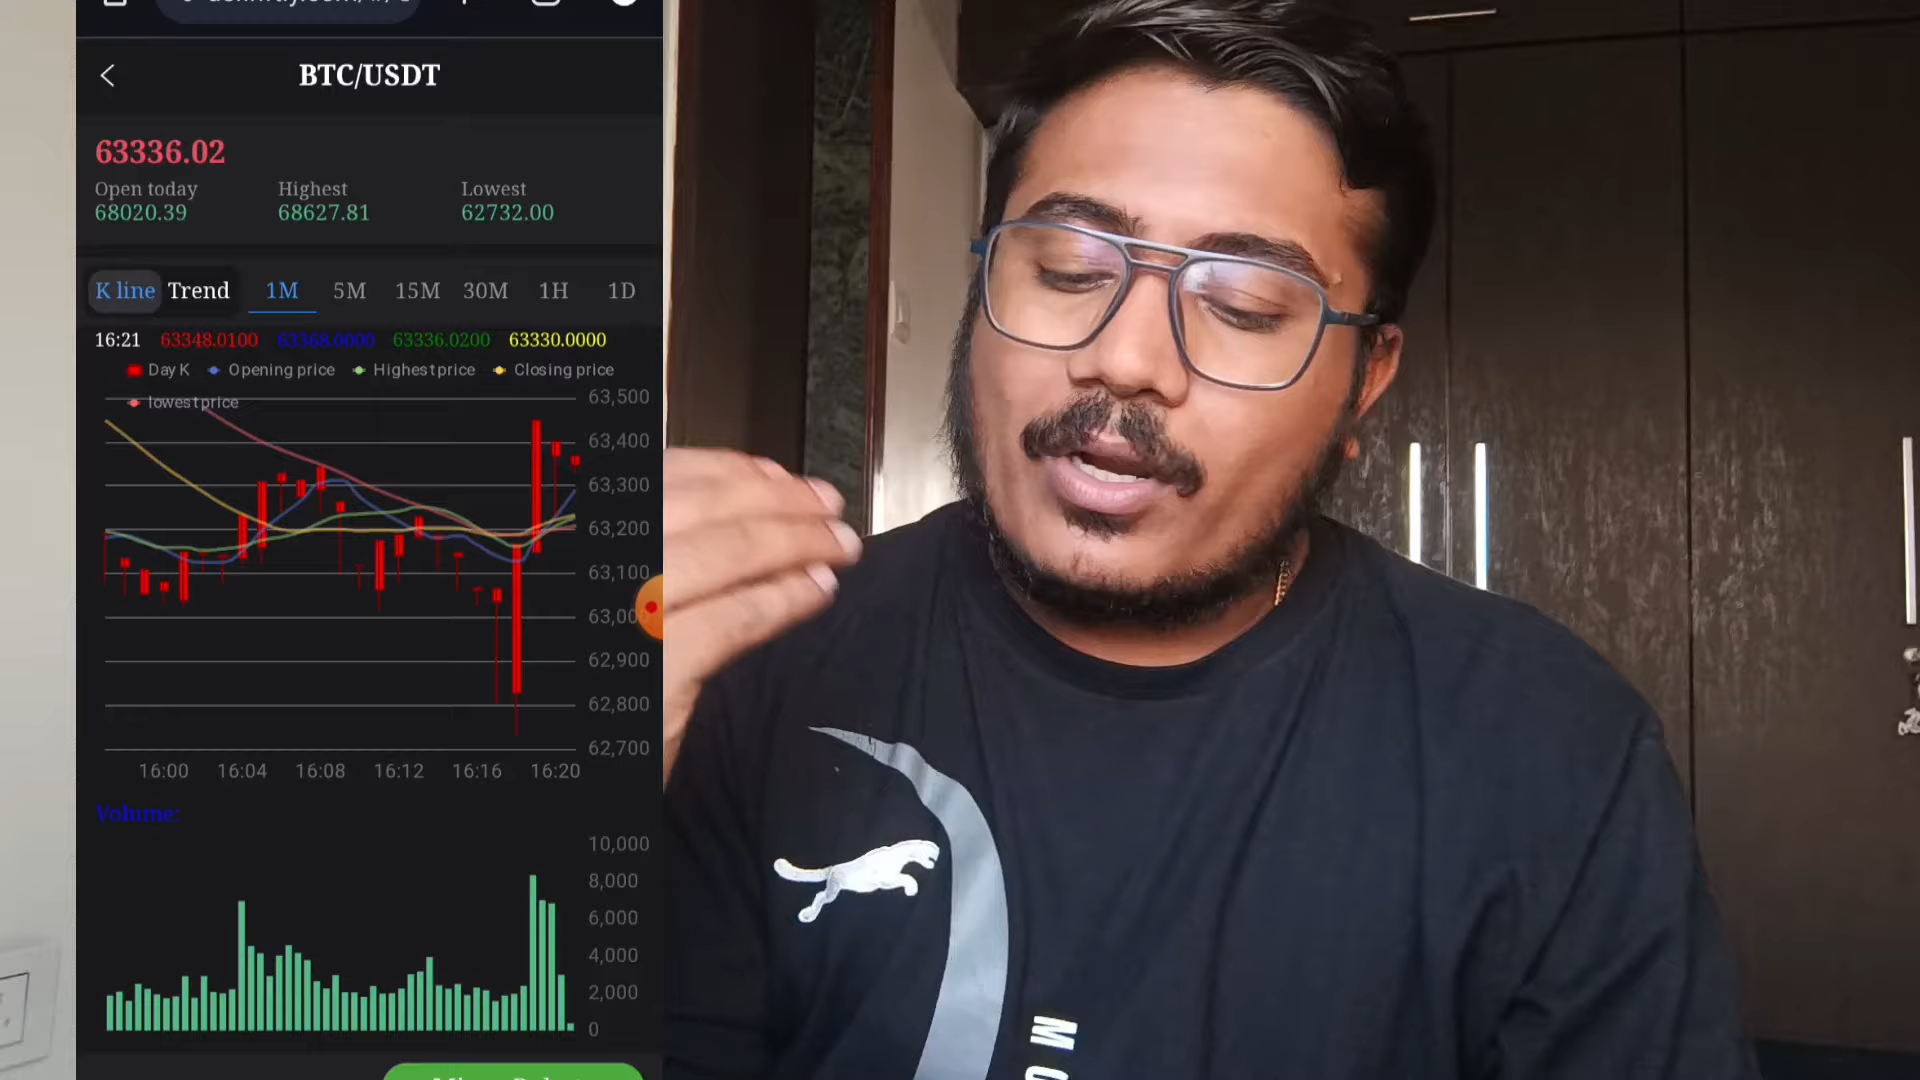 BTC/USDT
63336.02
Open today Highest Lowest
68020.39 68627.81 62732.00
K line Trend 1M 5M 15M 30M 1H 1D
16:21 63348.0100 63368.0000 63336.0200 63330.0000
Day K Opening price Highest price Closing price
lowest price
63,500
63,400
63,300
63,200
63,100
63,000
62,900
62,800
62,700
16:00 16:04 16:08 16:12 16:16 16:20
Volume:
10,000
8,000
6,000
4,000
2,000
0